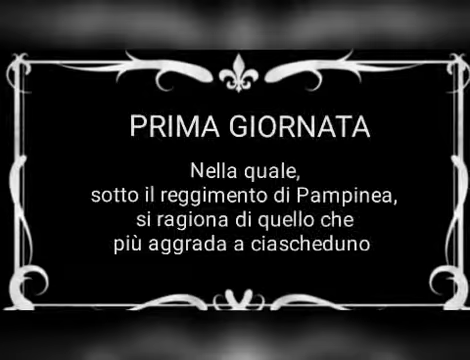 PRIMA GIORNATA
Nella quale,
sotto il reggimento di Pampinea,
si ragiona di quello che
più aggrada a ciascheduno